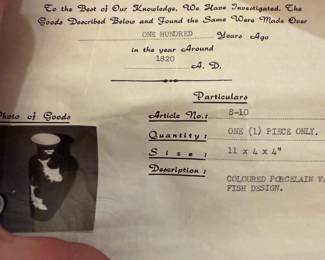 To the Best of Our Knowledge, We Have Investigated, The
Goods Described Below and Found the Same Were Made Over
ONE HUNDRED Years Ago
in the year Around
1820 A. D.
Particulars
Photo of Goods
Article No.: S-10
Quantity: ONE (1) PIECE ONLY.
Size: 11 x 4 x 4"
Description: COLOURED PORCELAIN
FISH DESIGN.